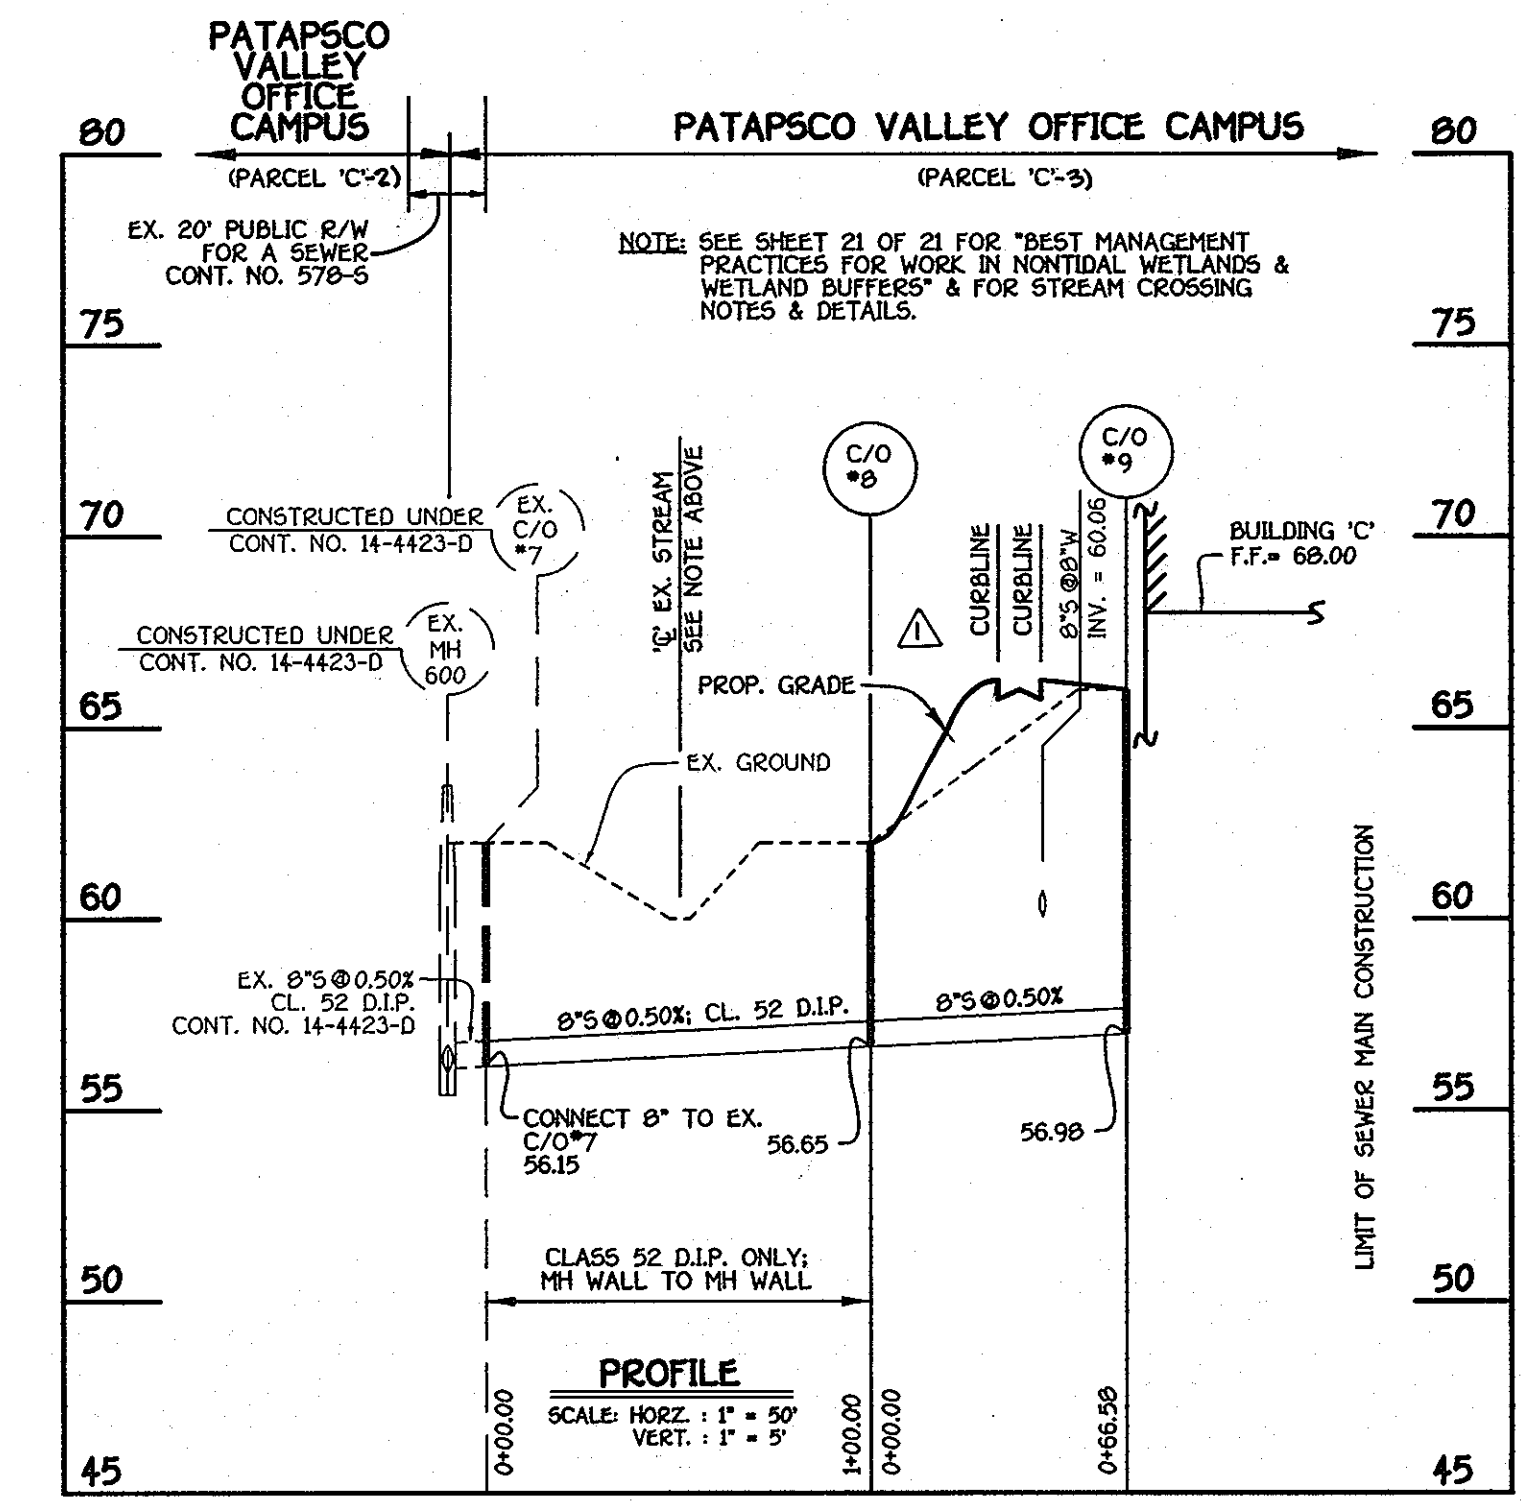 PATAPSCO
VALLEY
OFFICE
CAMPUS
PATAPSCO VALLEY OFFICE CAMPUS
80
80
(PARCEL 'C'-2)
(PARCEL 'C'-3)
EX. 20' PUBLIC R/W
FOR A SEWER
CONT. NO. 578-S
NOTE: SEE SHEET 21 OF 21 FOR "BEST MANAGEMENT
PRACTICES FOR WORK IN NONTIDAL WETLANDS &
WETLAND BUFFERS" & FOR STREAM CROSSING
NOTES & DETAILS.
75
75
C/O
#8
C/O
#9
70
70
CONSTRUCTED UNDER
CONT. NO. 14-4423-D
EX.
C/O
#7
℄ EX. STREAM
SEE NOTE ABOVE
CURBLINE
CURBLINE
8"S @ 8"W
INV. = 60.06
BUILDING 'C'
F.F.= 68.00
CONSTRUCTED UNDER
CONT. NO. 14-4423-D
EX.
MH
600
1
PROP. GRADE
65
65
EX. GROUND
60
60
LIMIT OF SEWER MAIN CONSTRUCTION
EX. 8"S @ 0.50%
CL. 52 D.I.P.
CONT. NO. 14-4423-D
8"S @ 0.50%; CL. 52 D.I.P.
8"S @ 0.50%
55
55
CONNECT 8" TO EX.
C/O#7
56.15
56.65
56.98
CLASS 52 D.I.P. ONLY;
MH WALL TO MH WALL
50
50
PROFILE
SCALE: HORZ. : 1" = 50'
VERT. : 1" = 5'
0+00.00
1+00.00
0+00.00
0+66.58
45
45